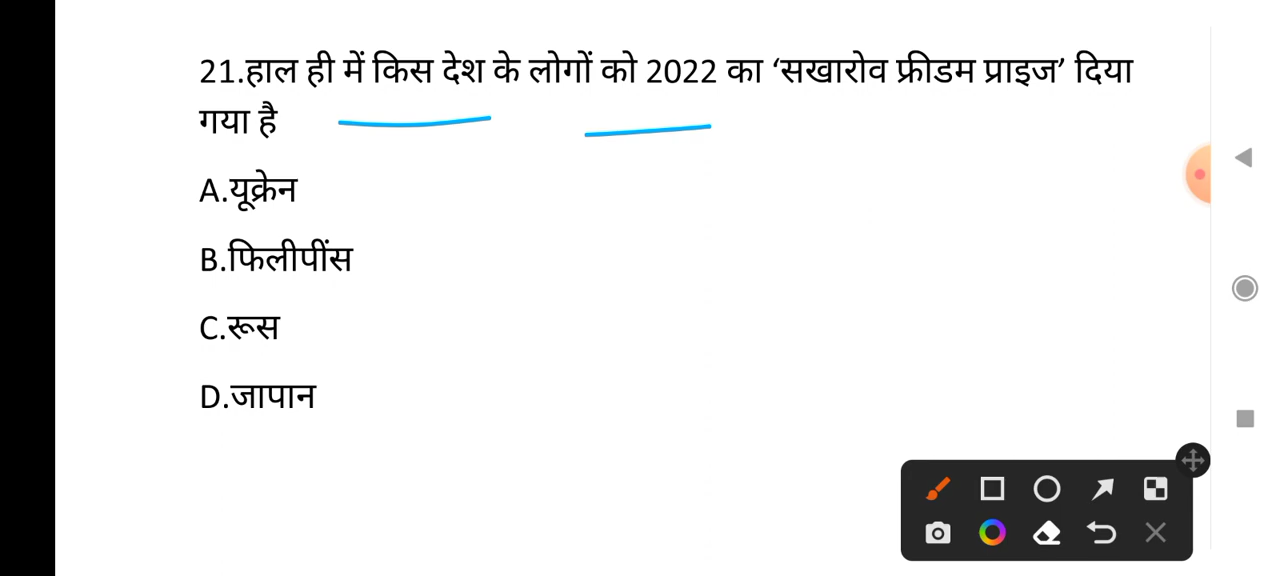 21.हाल ही में किस देश के लोगों को 2022 का ‘सखारोव फ्रीडम प्राइज’ दिया
गया है
A.यूक्रेन
B.फिलीपींस
C.रूस
D.जापान